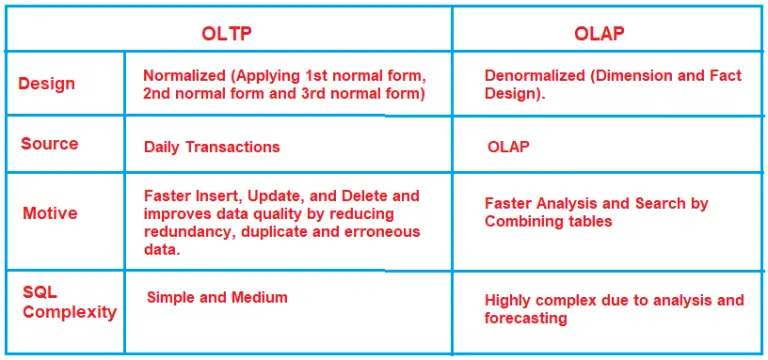 OLTP
OLAP
Design
Normalized (Applying 1st normal form,
2nd normal form and 3rd normal form)
Denormalized (Dimension and Fact
Design).
Source
Daily Transactions
OLAP
Motive
Faster Insert, Update, and Delete and
improves data quality by reducing
redundancy, duplicate and erroneous
data.
Faster Analysis and Search by
Combining tables
SQL
Complexity
Simple and Medium
Highly complex due to analysis and
forecasting